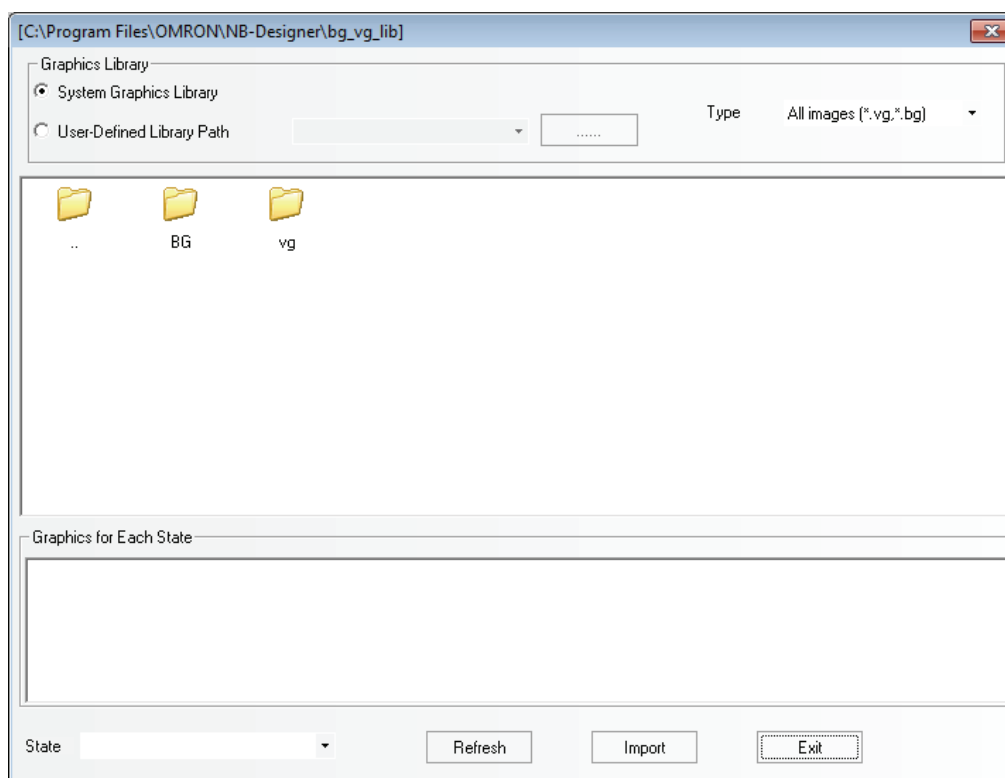 [C:\Program Files\OMRON\NB-Designer\bg_vg_lib]
Graphics Library
System Graphics Library
User-Defined Library Path
......
Type
All images (*.vg,*.bg)
..
BG
vg
Graphics for Each State
State
Refresh
Import
Exit